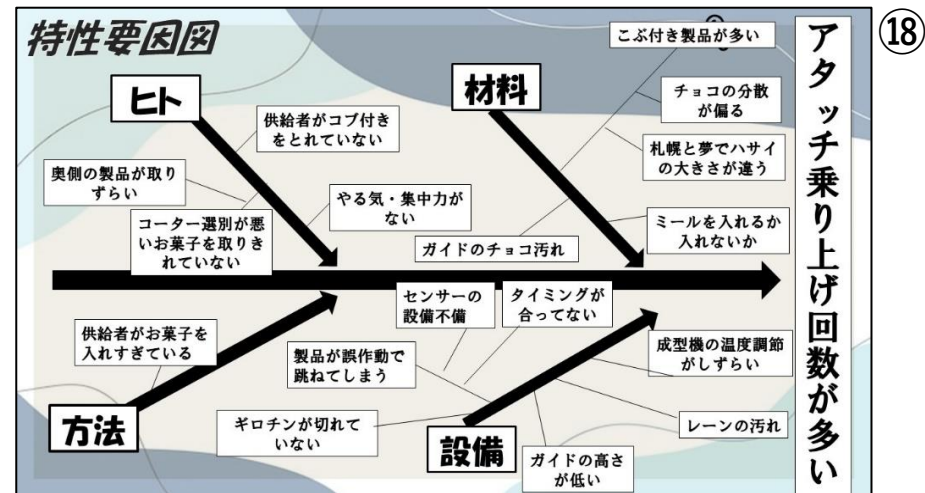 特性要因図
⑱
アタッチ乗り上げ回数が多い
ヒト
供給者がコブ付き
をとれていない
奥側の製品が取り
ずらい
コーター選別が悪
いお菓子を取りき
れていない
やる気・集中力が
ない
材料
こぶ付き製品が多い
チョコの分散
が偏る
札幌と夢でハサイ
の大きさが違う
ミールを入れるか
入れないか
ガイドのチョコ汚れ
方法
供給者がお菓子を
入れすぎている
設備
センサーの
設備不備
タイミングが
合ってない
製品が誤作動で
跳ねてしまう
ギロチンが切れて
いない
成型機の温度調節
がしずらい
レーンの汚れ
ガイドの高さ
が低い